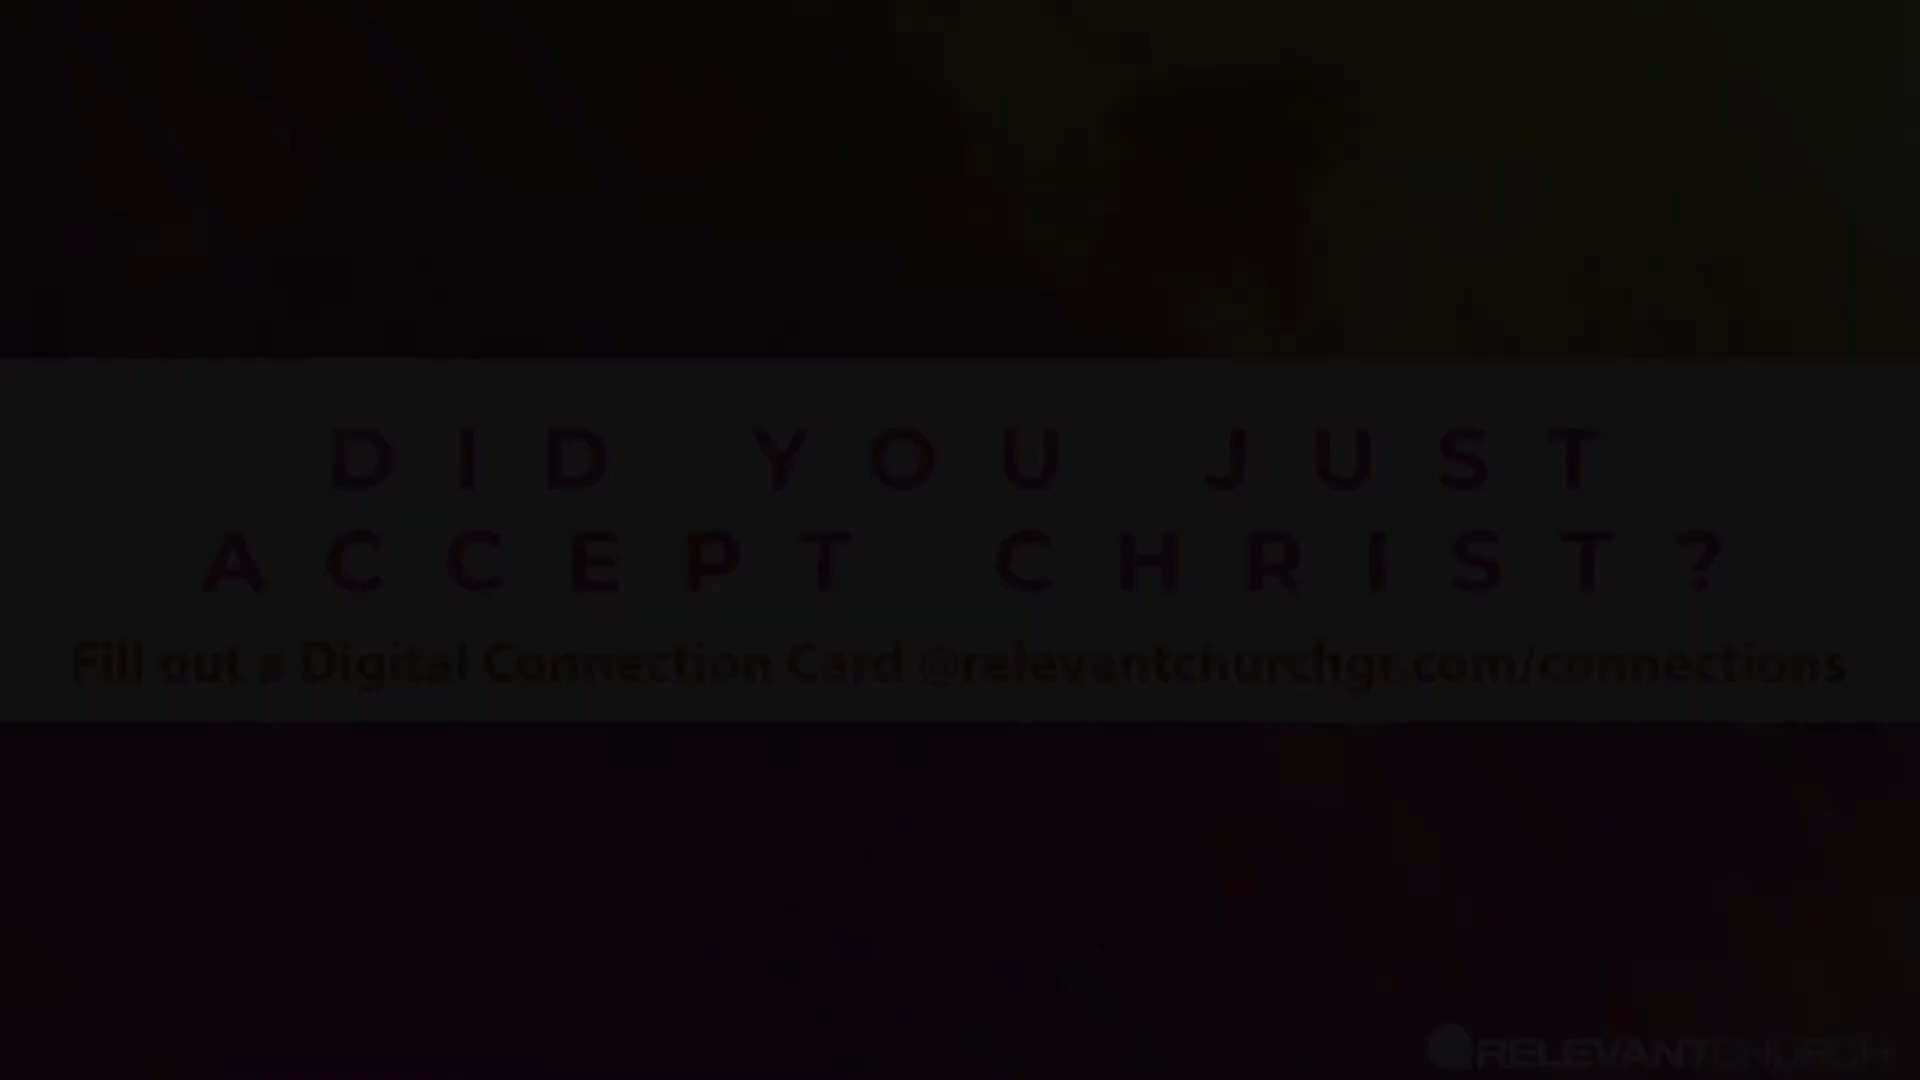 DID YOU JUST
ACCEPT CHRIST?
Fill out a Digital Connection Card @relevantchurchgr.com/connections
RELEVANTCHURCH